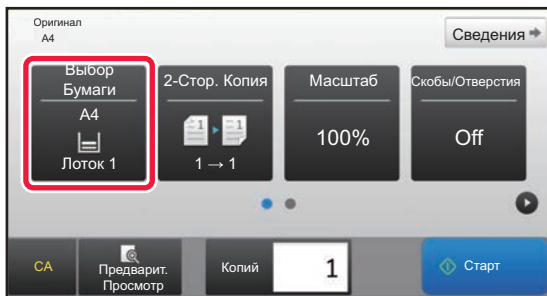 Оригинал
A4
Сведения
Выбор
Бумаги
A4
Лоток 1
2-Стор. Копия
1 → 1
Масштаб
100%
Скобы/Отверстия
Off
CA
Предварит.
Просмотр
Копий
1
Старт